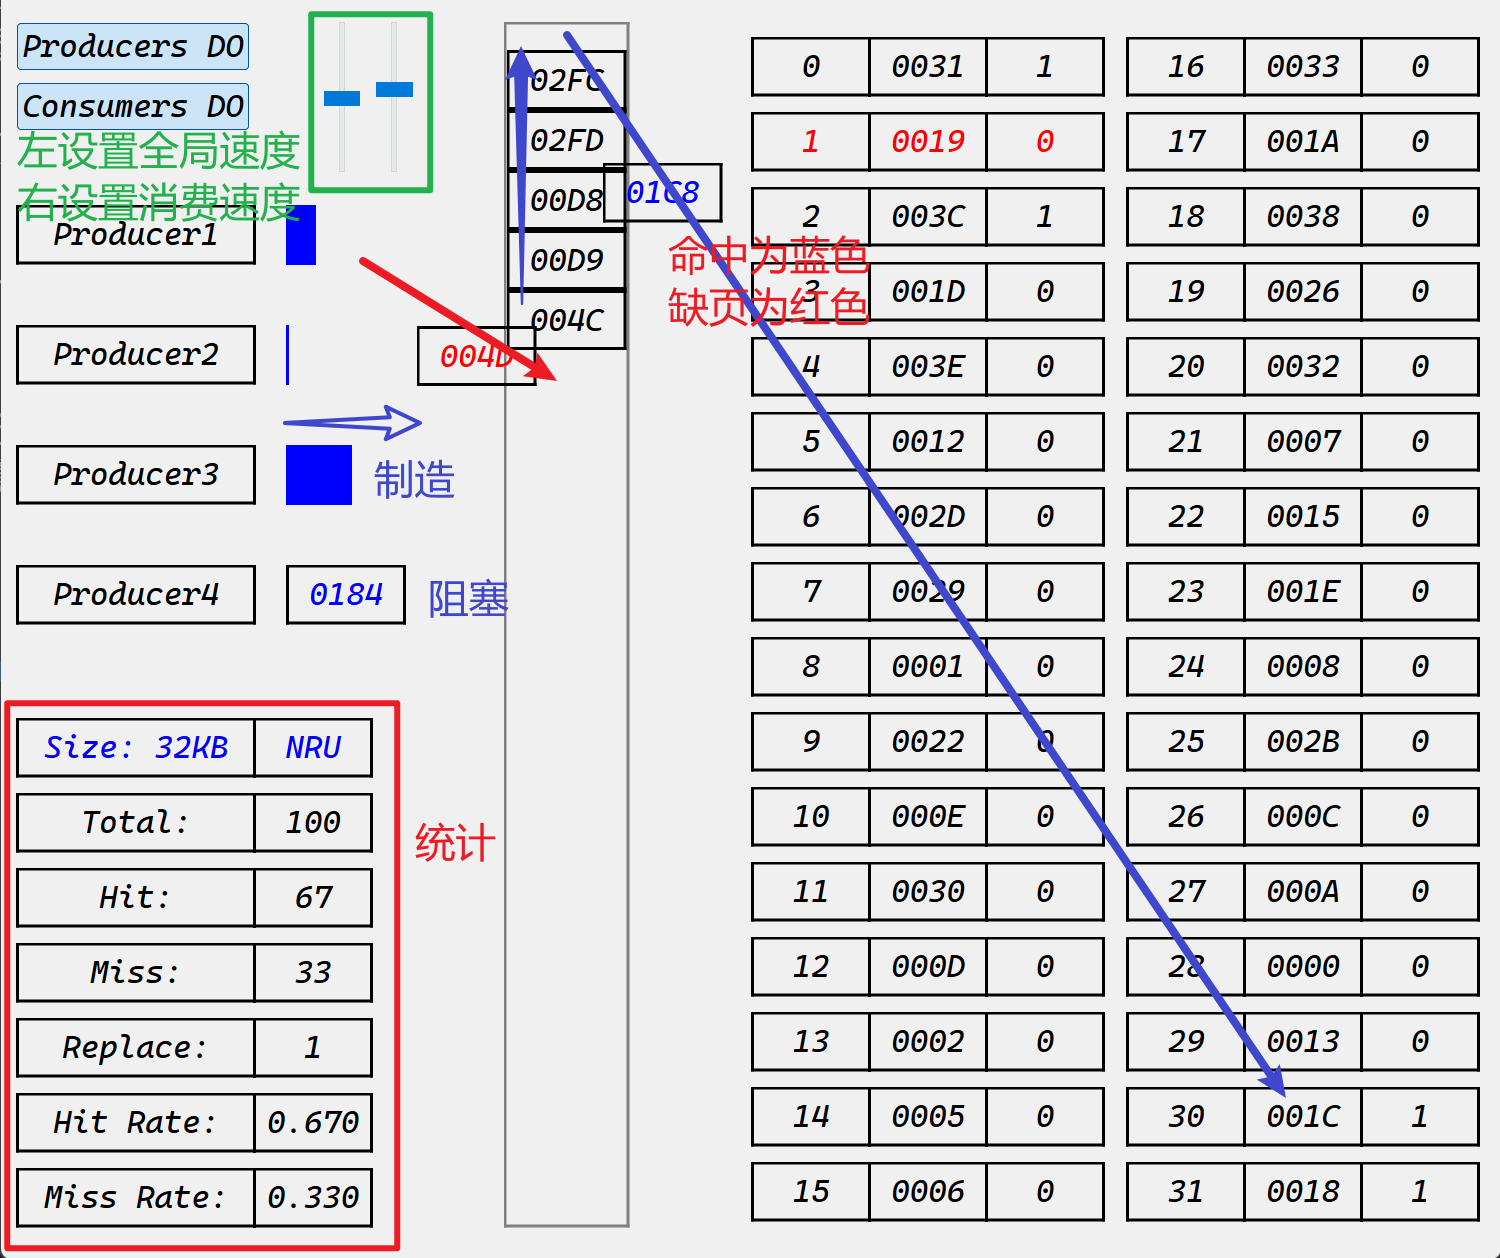 Producers DO
Consumers DO
左设置全局速度
右设置消费速度
Producer1
Producer2
Producer3
制造
Producer4
0184
阻塞
Size: 32KB NRU
Total: 100
Hit: 67
Miss: 33
Replace: 1
Hit Rate: 0.670
Miss Rate: 0.330
统计
02FC
02FD
00D8
00D9
004C
004D
01C8
命中为蓝色
缺页为红色
0 0031 1
1 0019 0
2 003C 1
3 001D 0
4 003E 0
5 0012 0
6 002D 0
7 0029 0
8 0001 0
9 0022 0
10 000E 0
11 0030 0
12 000D 0
13 0002 0
14 0005 0
15 0006 0
16 0033 0
17 001A 0
18 0038 0
19 0026 0
20 0032 0
21 0007 0
22 0015 0
23 001E 0
24 0008 0
25 002B 0
26 000C 0
27 000A 0
28 0000 0
29 0013 0
30 001C 1
31 0018 1